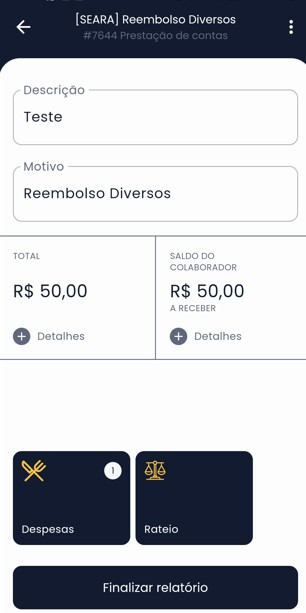 [SEARA] Reembolso Diversos
#7644 Prestação de contas
Descrição
Teste
Motivo
Reembolso Diversos
TOTAL
R$ 50,00
Detalhes
SALDO DO
COLABORADOR
R$ 50,00
A RECEBER
Detalhes
1
Despesas
Rateio
Finalizar relatório